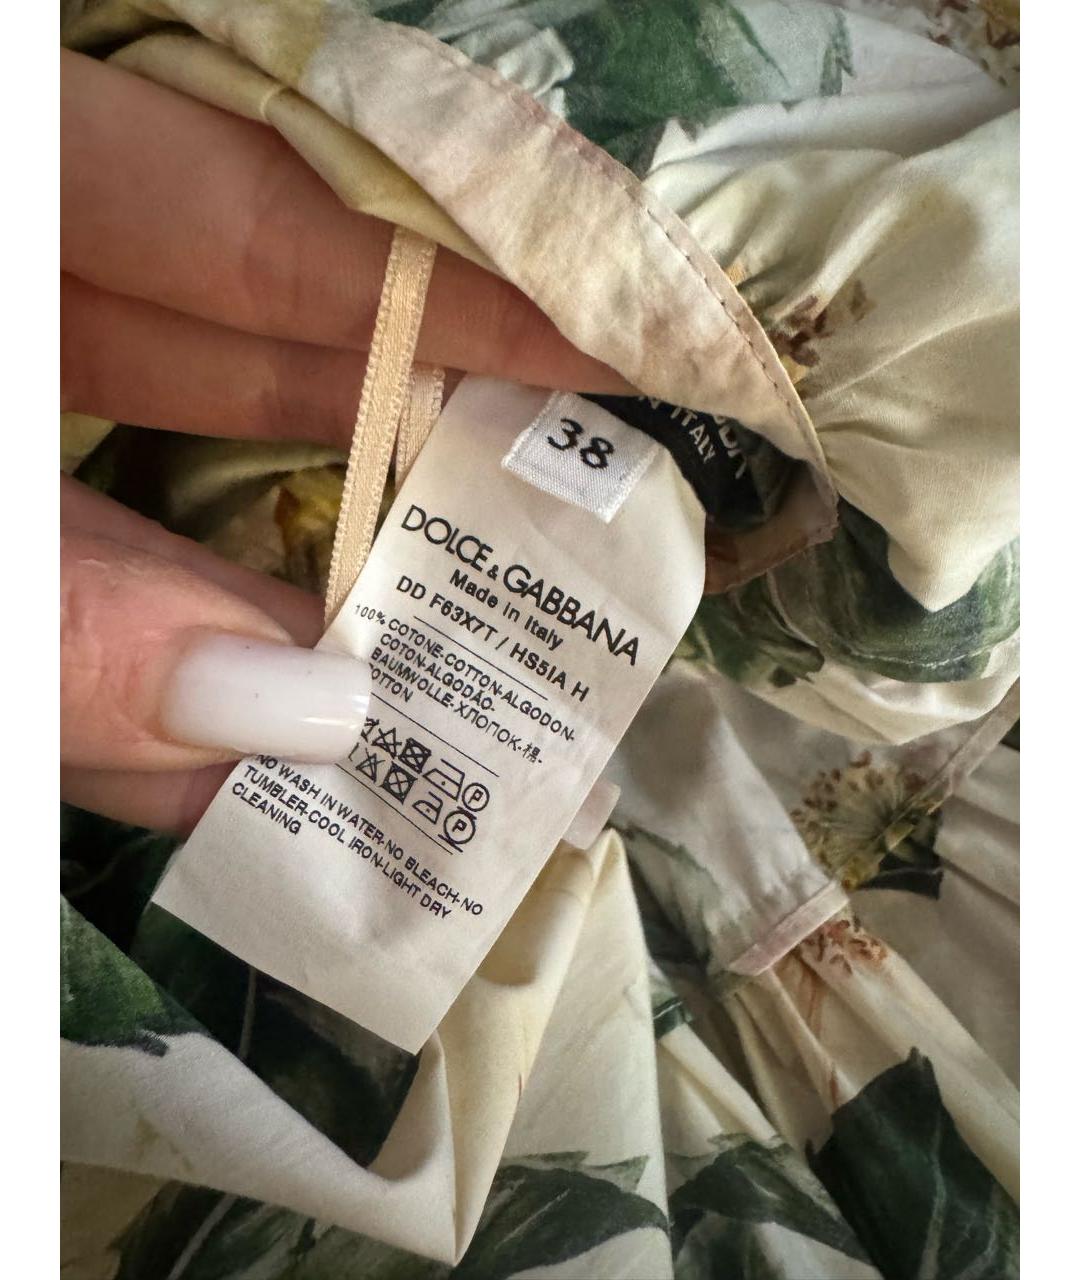 ITALY
38
DOLCE & GABBANA
Made in Italy
DD F63X7T / HS5IA H
100% COTONE-COTTON-ALGODON-
COTON-ALGODÃO-
BAUMWOLLE-ХЛОПОК-棉-
COTTON
P
P
NO WASH IN WATER-NO BLEACH-NO
TUMBLER-COOL IRON-LIGHT DRY
CLEANING